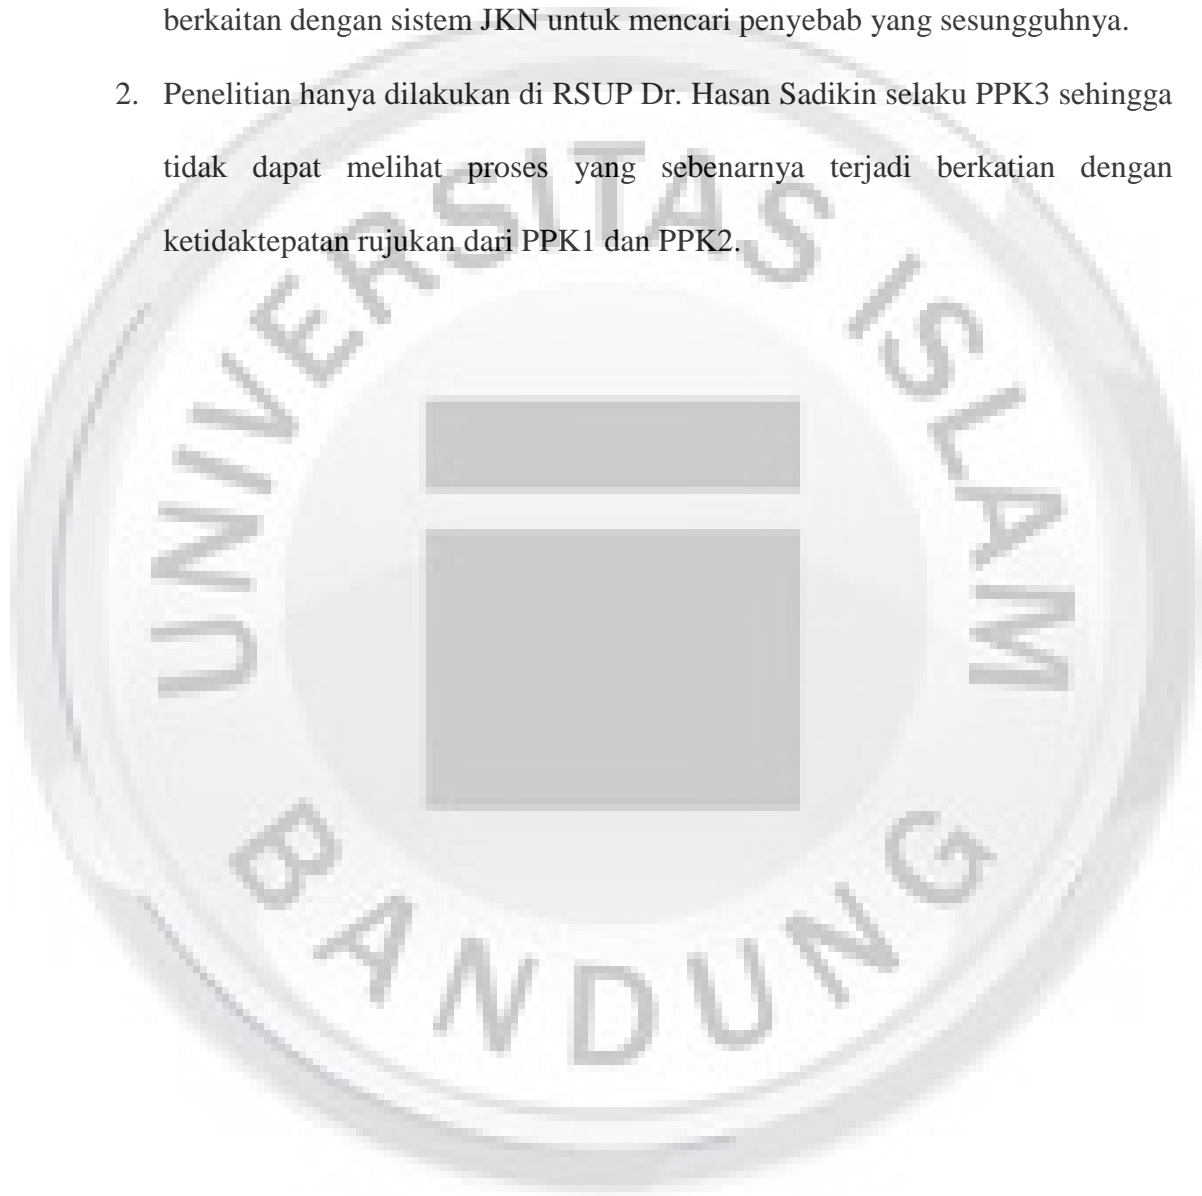 berkaitan dengan sistem JKN untuk mencari penyebab yang sesungguhnya.
2. Penelitian hanya dilakukan di RSUP Dr. Hasan Sadikin selaku PPK3 sehingga
tidak dapat melihat proses yang sebenarnya terjadi berkatian dengan
ketidaktepatan rujukan dari PPK1 dan PPK2.
UNIVERSITAS ISLAM
BANDUNG